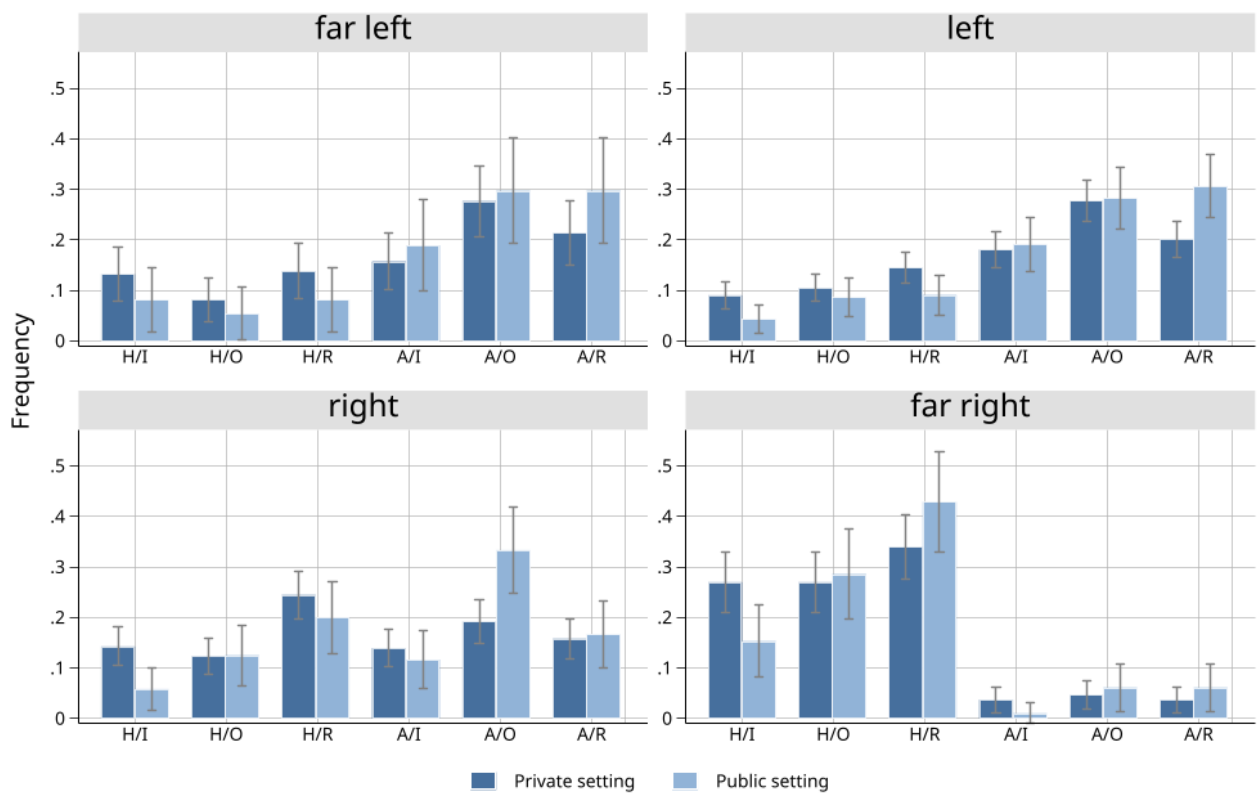 far left
left
.5
.4
.3
.2
.1
0
H/I H/O H/R A/I A/O A/R
.5
.4
.3
.2
.1
0
H/I H/O H/R A/I A/O A/R
Frequency
right
far right
.5
.4
.3
.2
.1
0
H/I H/O H/R A/I A/O A/R
.5
.4
.3
.2
.1
0
H/I H/O H/R A/I A/O A/R
Private setting Public setting